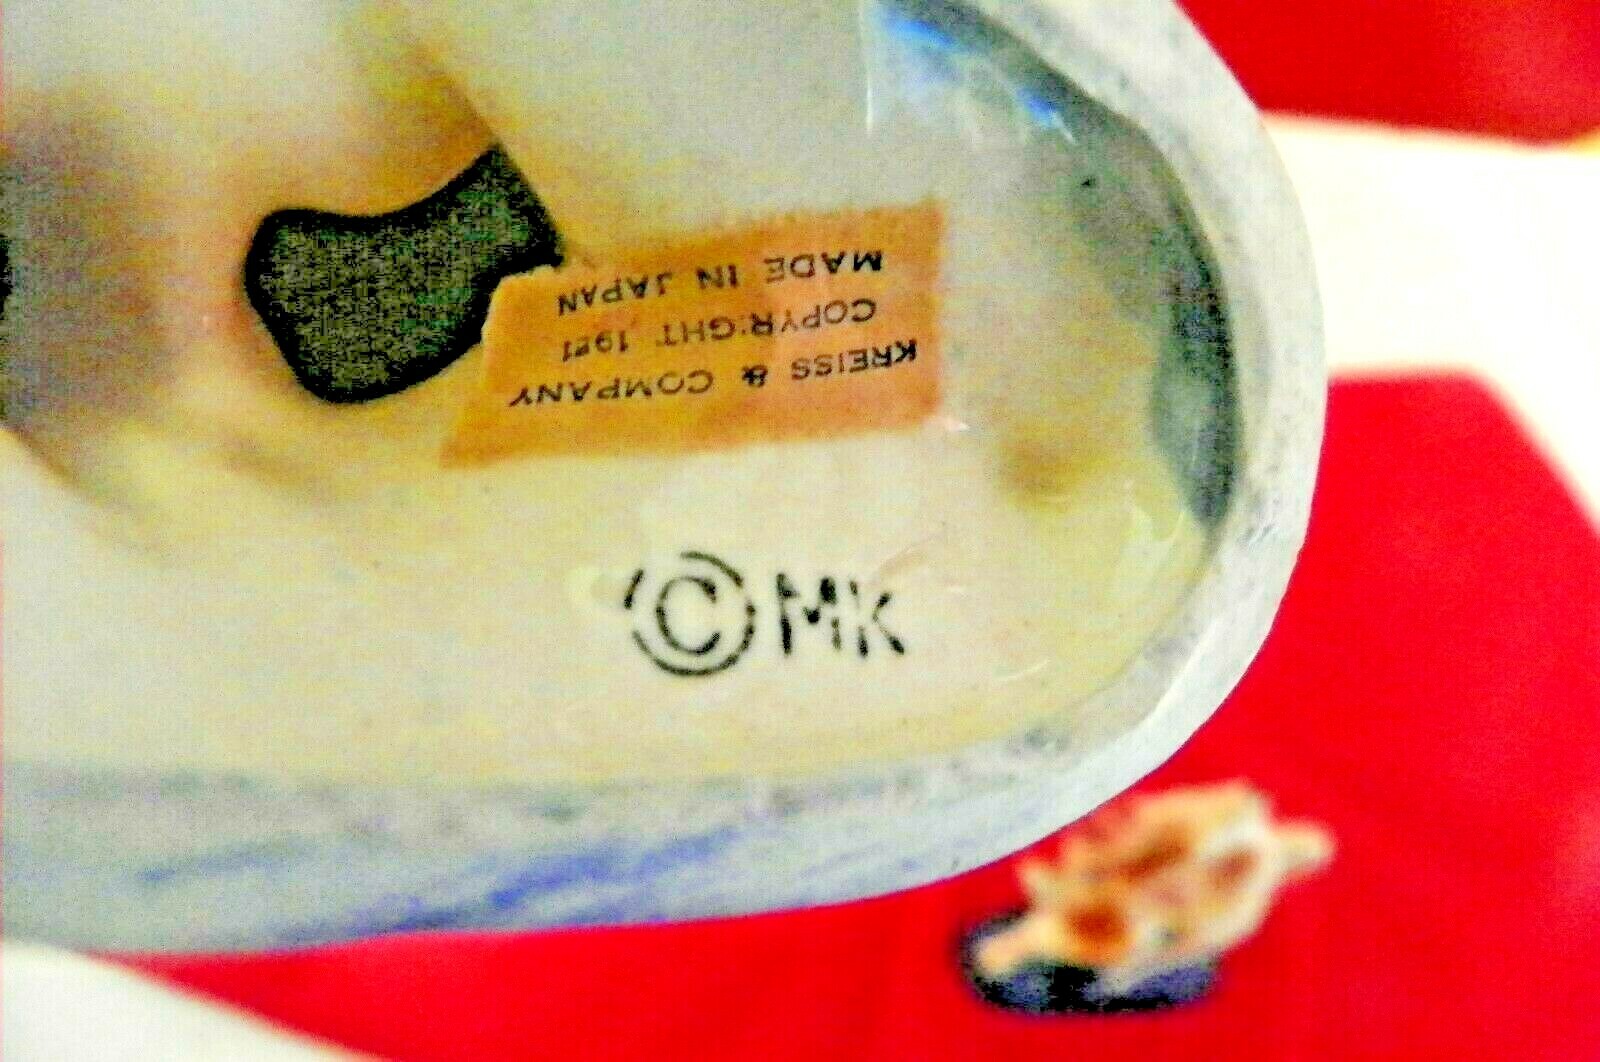 KREISS & COMPANY
COPYRIGHT
MADE IN JAPAN
© MK